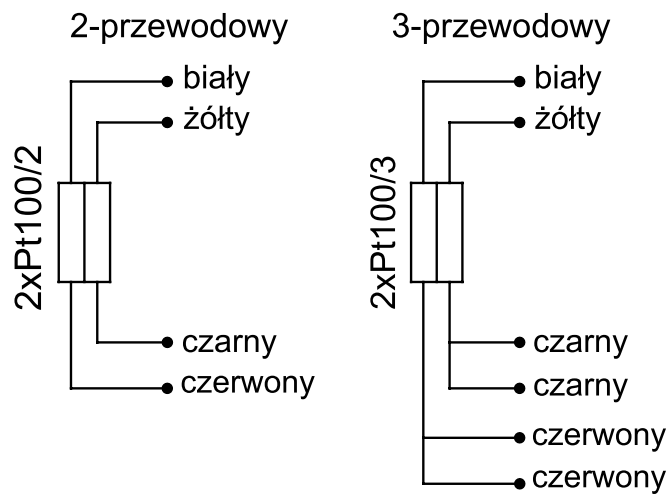 2-przewodowy
biały
żółty
2xPt100/2
czarny
czerwony
3-przewodowy
biały
żółty
2xPt100/3
czarny
czarny
czerwony
czerwony